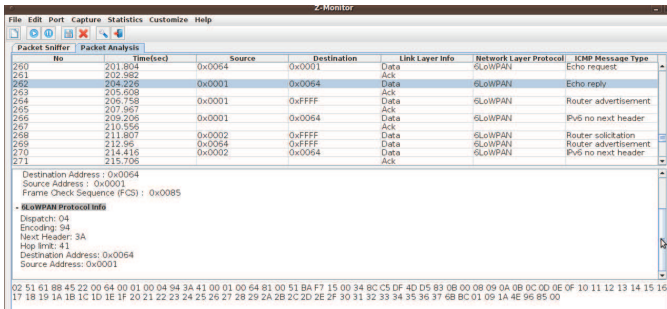 Z-Monitor
File Edit Port Capture Statistics Customize Help
Packet Sniffer Packet Analysis
No Time(sec) Source Destination Link Layer Info Network Layer Protocol ICMP Message Type
260 201.804 0x0064 0x0001 Data 6LoWPAN Echo request
261 202.982 Ack
262 204.226 0x0001 0x0064 Data 6LoWPAN Echo reply
263 205.608 Ack
264 206.758 0x0001 0xFFFF Data 6LoWPAN Router advertisement
265 207.967 Ack
266 209.206 0x0001 0x0064 Data 6LoWPAN IPv6 no next header
267 210.556 Ack
268 211.807 0x0002 0xFFFF Data 6LoWPAN Router solicitation
269 212.96 0x0064 0xFFFF Data 6LoWPAN Router advertisement
270 214.416 0x0002 0x0064 Data 6LoWPAN IPv6 no next header
271 215.706 Ack
Destination Address : 0x0064
Source Address : 0x0001
Frame Check Sequence (FCS) : 0x0085
- 6LoWPAN Protocol Info
Dispatch: 04
Encoding: 94
Next Header: 3A
Hop limit: 41
Destination Address: 0x0064
Source Address: 0x0001
02 51 61 88 45 22 00 64 00 01 00 04 94 3A 41 00 01 00 64 81 00 51 BA F7 15 00 34 8C C5 DF 4D D5 83 0B 00 08 09 0A 0B 0C 0D 0E 0F 10 11 12 13 14 15 16
17 18 19 1A 1B 1C 1D 1E 1F 20 21 22 23 24 25 26 27 28 29 2A 2B 2C 2D 2E 2F 30 31 32 33 34 35 36 37 6B BC 01 09 1A 4E 96 85 00